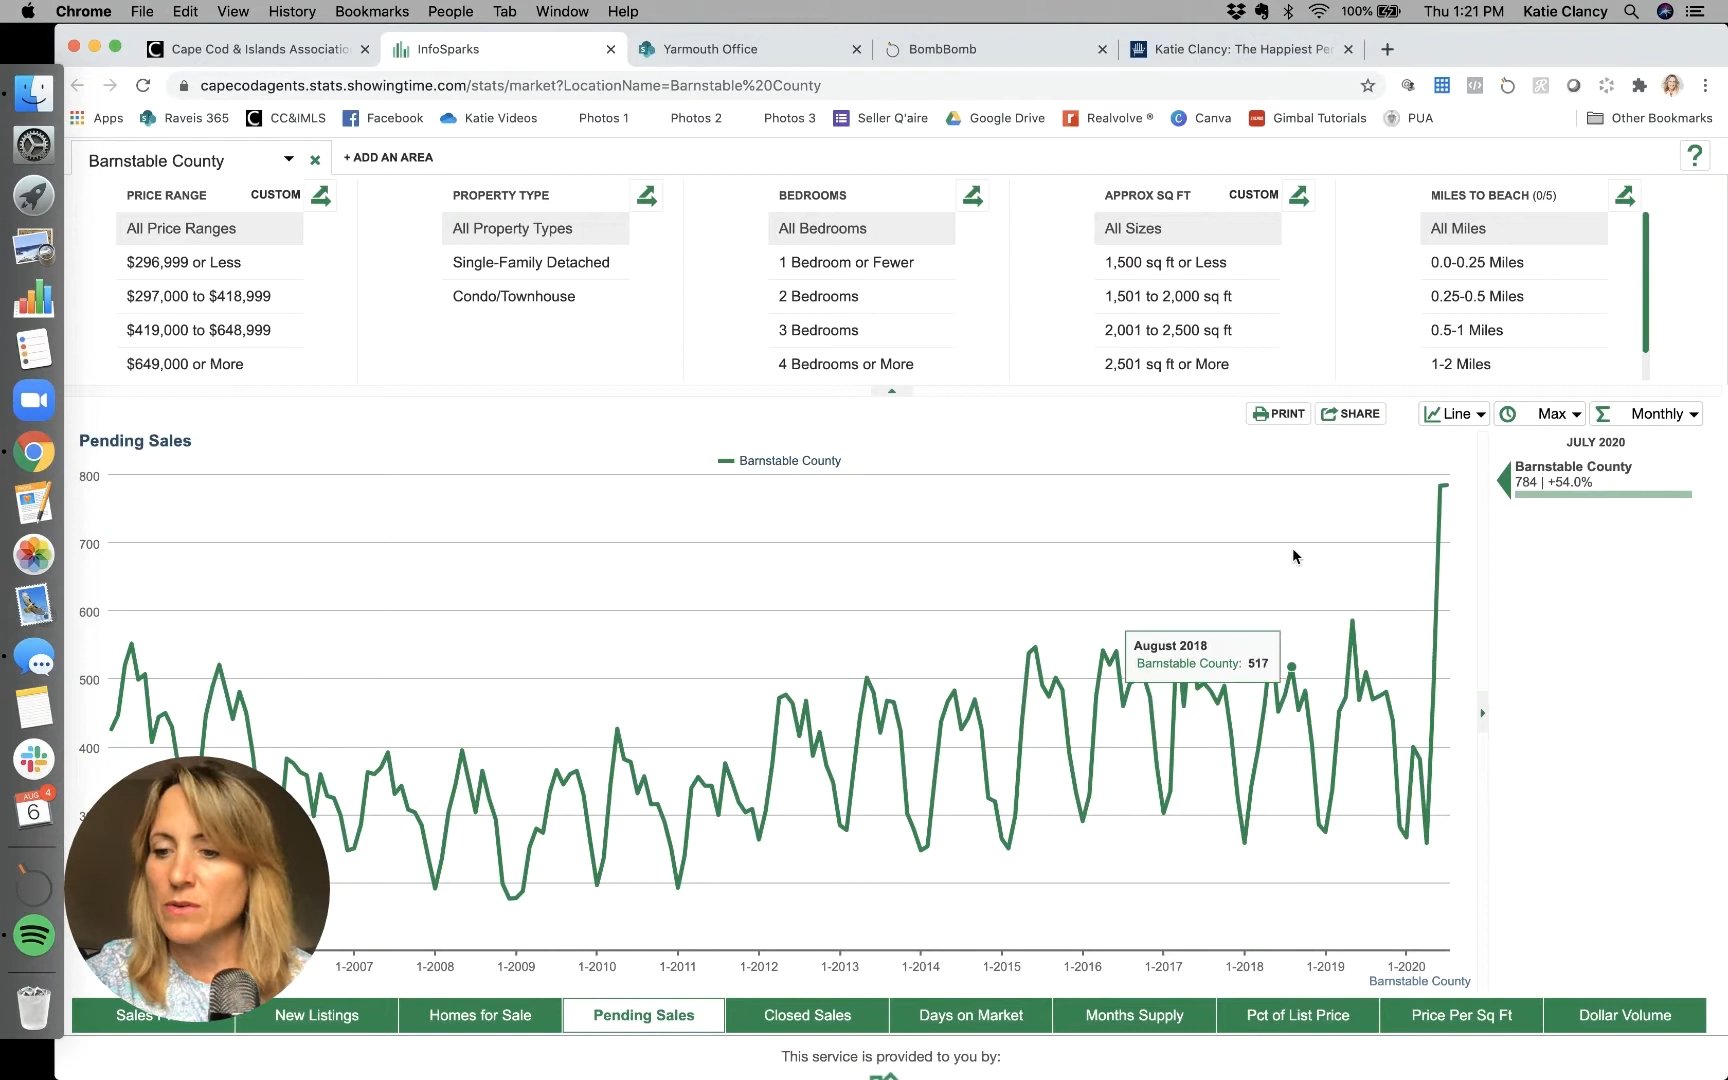 Chrome File Edit View History Bookmarks People Tab Window Help 100% Thu 1:21 PM Katie Clancy
Cape Cod & Islands Associatio InfoSparks Yarmouth Office BombBomb Katie Clancy: The Happiest Per
capecodagents.stats.showingtime.com/stats/market?LocationName=Barnstable%20County
Apps Raveis 365 CC&IMLS Facebook Katie Videos Photos 1 Photos 2 Photos 3 Seller Q'aire Google Drive Realvolve ® Canva Gimbal Tutorials PUA Other Bookmarks
Barnstable County + ADD AN AREA ?
PRICE RANGE CUSTOM PROPERTY TYPE BEDROOMS APPROX SQ FT CUSTOM MILES TO BEACH (0/5)
All Price Ranges All Property Types All Bedrooms All Sizes All Miles
$296,999 or Less Single-Family Detached 1 Bedroom or Fewer 1,500 sq ft or Less 0.0-0.25 Miles
$297,000 to $418,999 Condo/Townhouse 2 Bedrooms 1,501 to 2,000 sq ft 0.25-0.5 Miles
$419,000 to $648,999 3 Bedrooms 2,001 to 2,500 sq ft 0.5-1 Miles
$649,000 or More 4 Bedrooms or More 2,501 sq ft or More 1-2 Miles
PRINT SHARE Line Max Monthly
Pending Sales JULY 2020
Barnstable County
Barnstable County
784 | +54.0%
800
700
600
August 2018
Barnstable County: 517
500
400
AUG 4
6
1-2007 1-2008 1-2009 1-2010 1-2011 1-2012 1-2013 1-2014 1-2015 1-2016 1-2017 1-2018 1-2019 1-2020
Barnstable County
Sales New Listings Homes for Sale Pending Sales Closed Sales Days on Market Months Supply Pct of List Price Price Per Sq Ft Dollar Volume
This service is provided to you by: